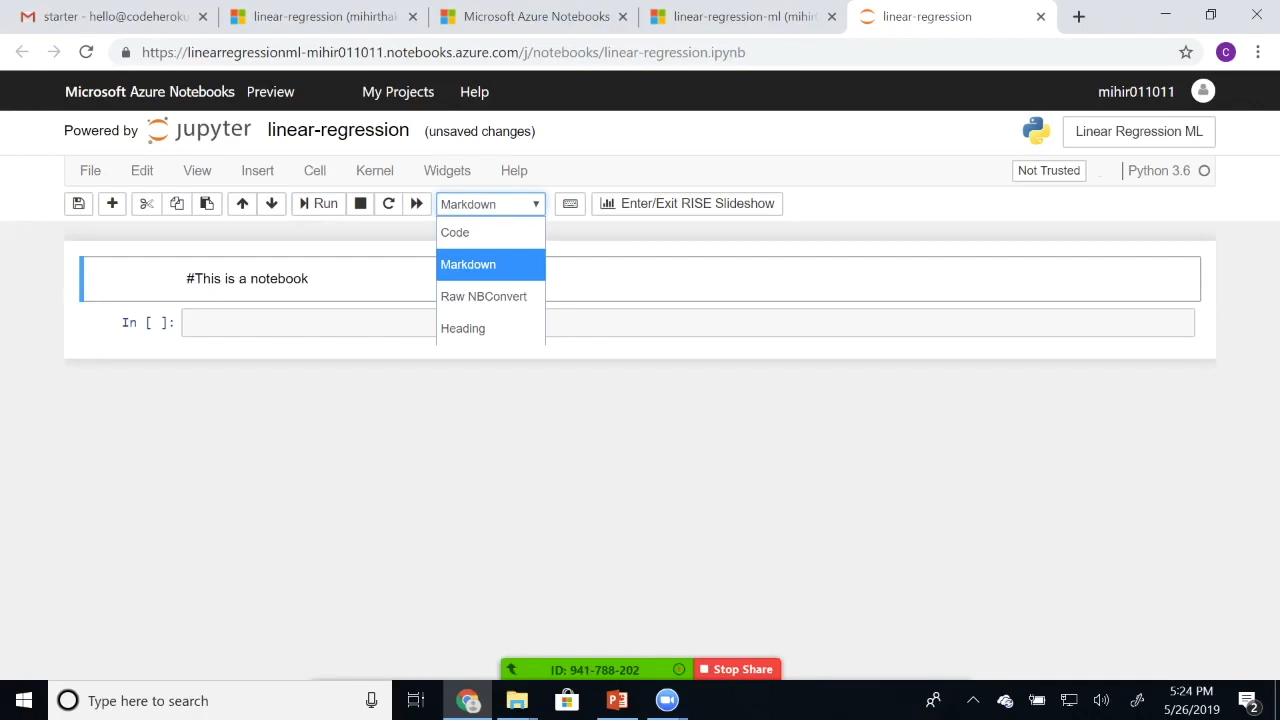 starter - hello@codeheroku
linear-regression (mihirthak
Microsoft Azure Notebooks
linear-regression-ml (mihirt
linear-regression
https://linearregressionml-mihir011011.notebooks.azure.com/j/notebooks/linear-regression.ipynb
C
Microsoft Azure Notebooks Preview My Projects Help mihir011011
Powered by jupyter linear-regression (unsaved changes) Linear Regression ML
File Edit View Insert Cell Kernel Widgets Help Not Trusted Python 3.6
Run Markdown Enter/Exit RISE Slideshow
Code
Markdown
Raw NBConvert
Heading
#This is a notebook
In [ ]:
ID: 941-788-202 Stop Share
Type here to search
5:24 PM
5/26/2019
2